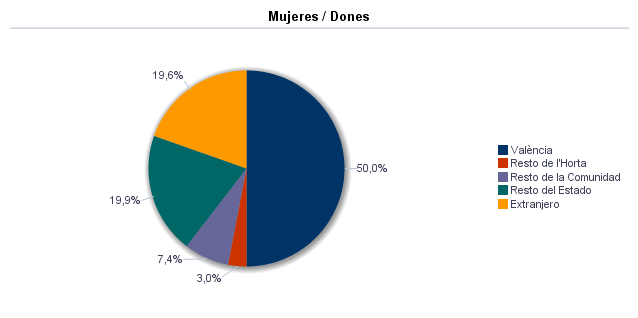 Mujeres / Dones
19,6%
50,0%
19,9%
7,4%
3,0%
València
Resto de l'Horta
Resto de la Comunidad
Resto del Estado
Extranjero